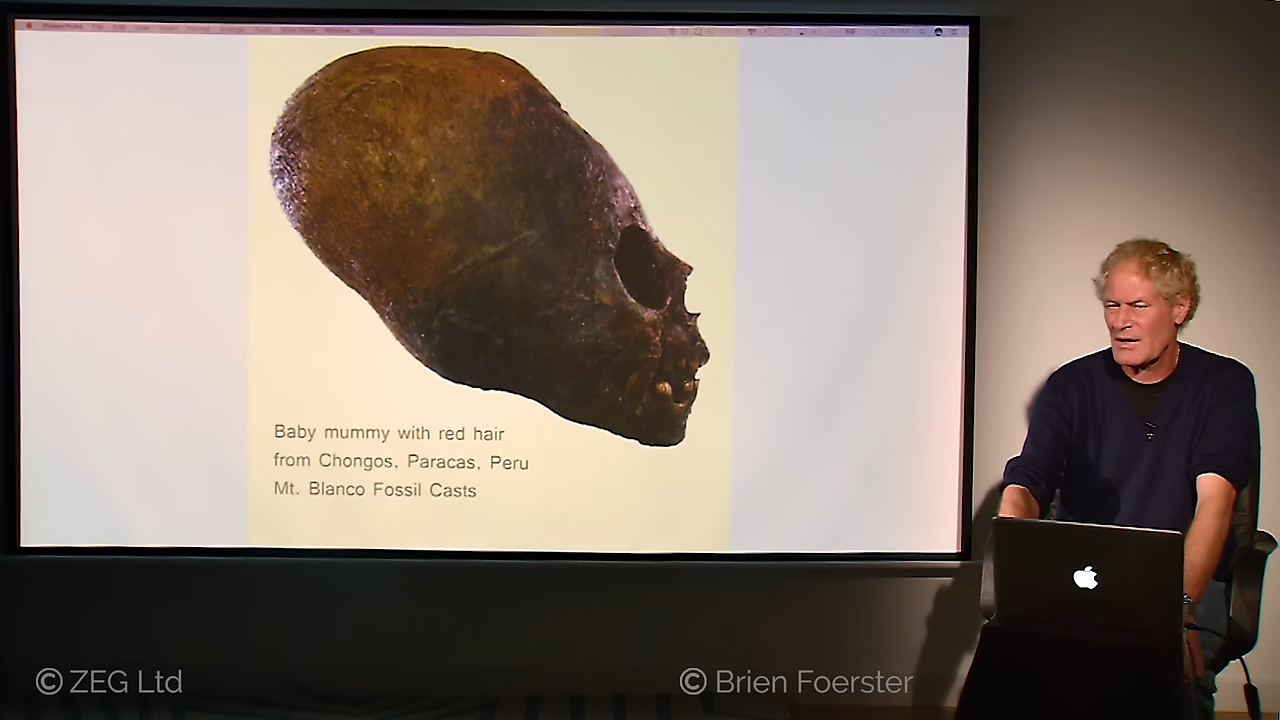 Baby mummy with red hair
from Chongos, Paracas, Peru
Mt. Blanco Fossil Casts
© ZEG Ltd
© Brien Foerster